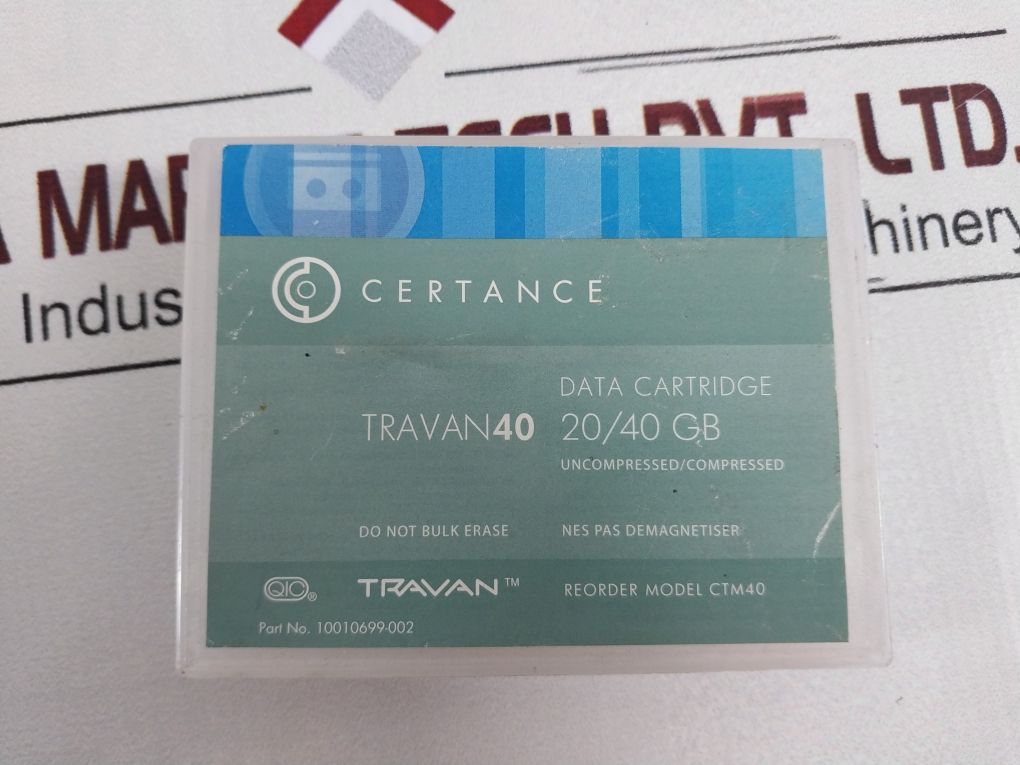 LTD.
Indus
hinery
CERTANCE
DATA CARTRIDGE
TRAVAN40 20/40 GB
UNCOMPRESSED/COMPRESSED
DO NOT BULK ERASE NES PAS DEMAGNETISER
QIC® TRAVAN™ REORDER MODEL CTM40
Part No. 10010699-002